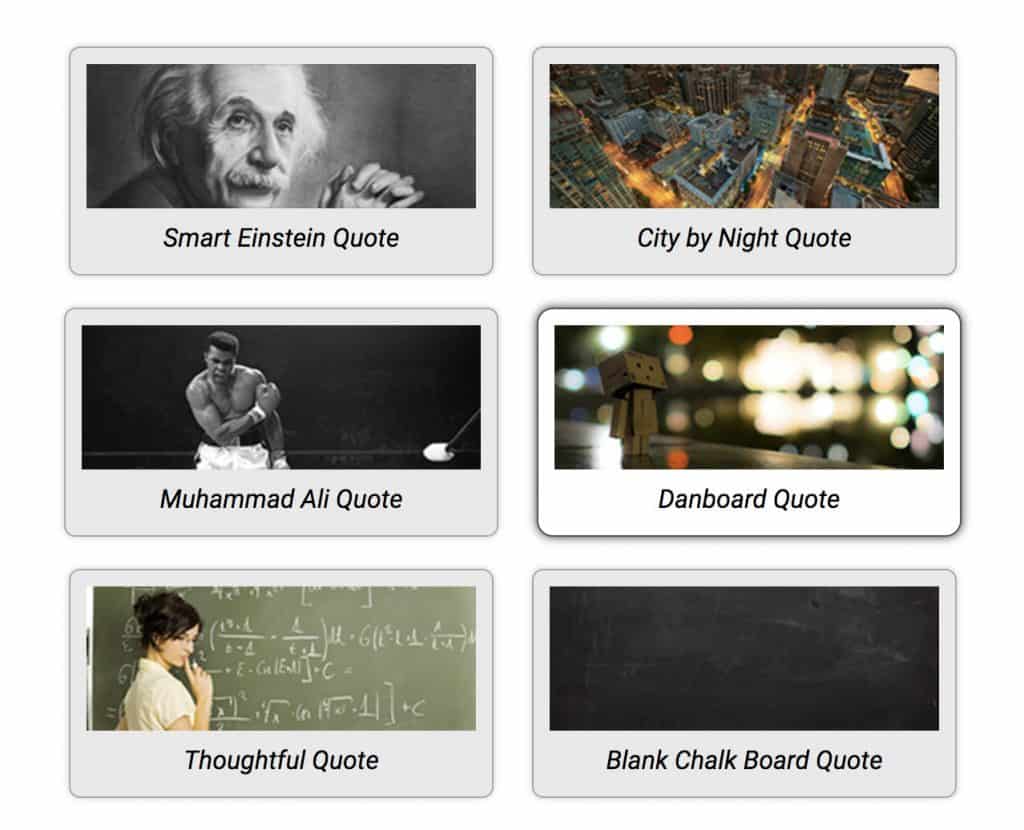 Smart Einstein Quote
City by Night Quote
Muhammad Ali Quote
Danboard Quote
Thoughtful Quote
Blank Chalk Board Quote